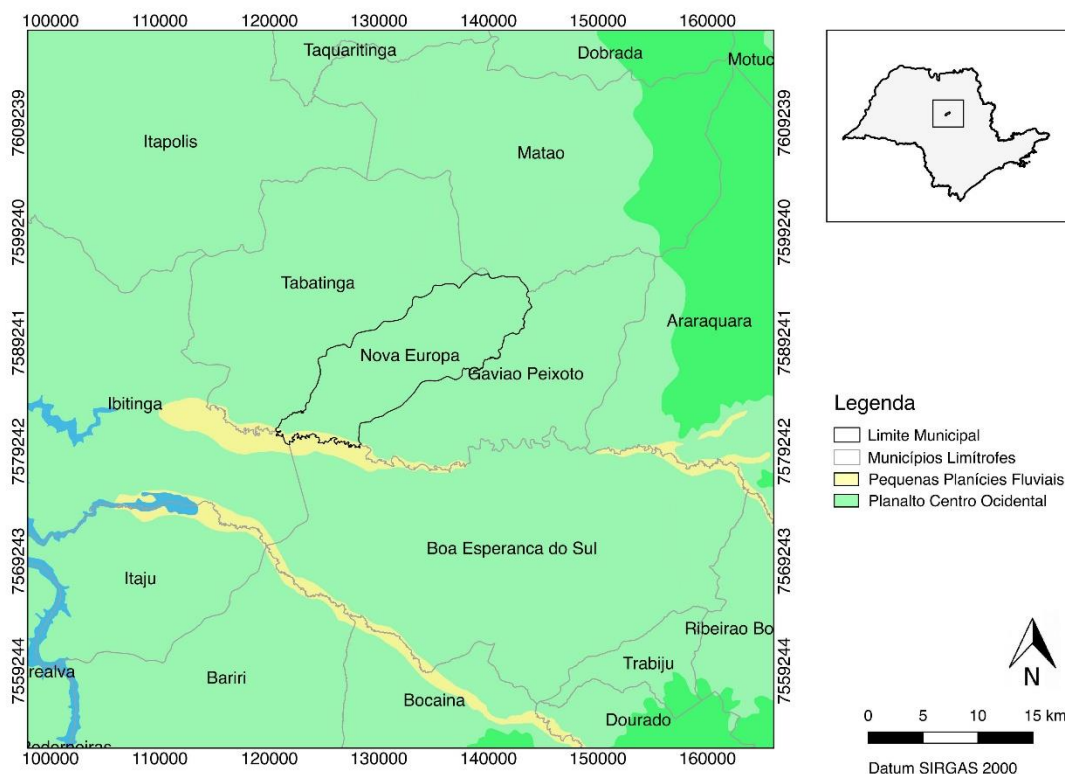 100000 110000 120000 130000 140000 150000 160000
7609239
7599240
7589241
7579242
7569243
7559244
Taquaritinga
Dobrada
Motuc
Itapolis
Matao
Tabatinga
Araraquara
Nova Europa
Gaviao Peixoto
Ibitinga
Boa Esperanca do Sul
Itaju
Ribeirao Bo
Trabiju
realva
Bariri
Bocaina
Dourado
7609239
7599240
7589241
7579242
7569243
7559244
100000 110000 120000 130000 140000 150000 160000
Legenda
Limite Municipal
Municípios Limítrofes
Pequenas Planícies Fluviais
Planalto Centro Ocidental
N
0 5 10 15 km
Datum SIRGAS 2000